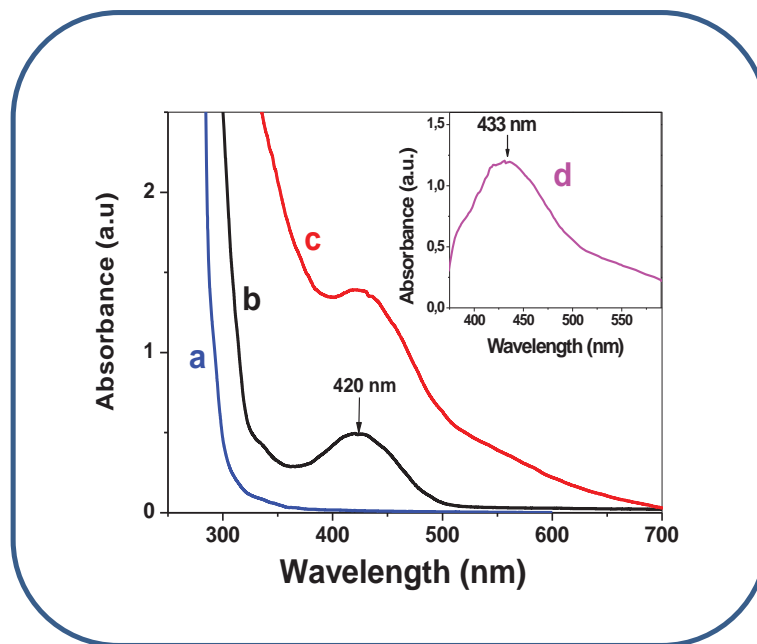 433 nm
1,5
1,0
0,5
0,0
400
450
500
550
Absorbance (a.u.)
Wavelength (nm)
d
2
1
0
Absorbance (a.u)
c
b
a
420 nm
300
400
500
600
700
Wavelength (nm)